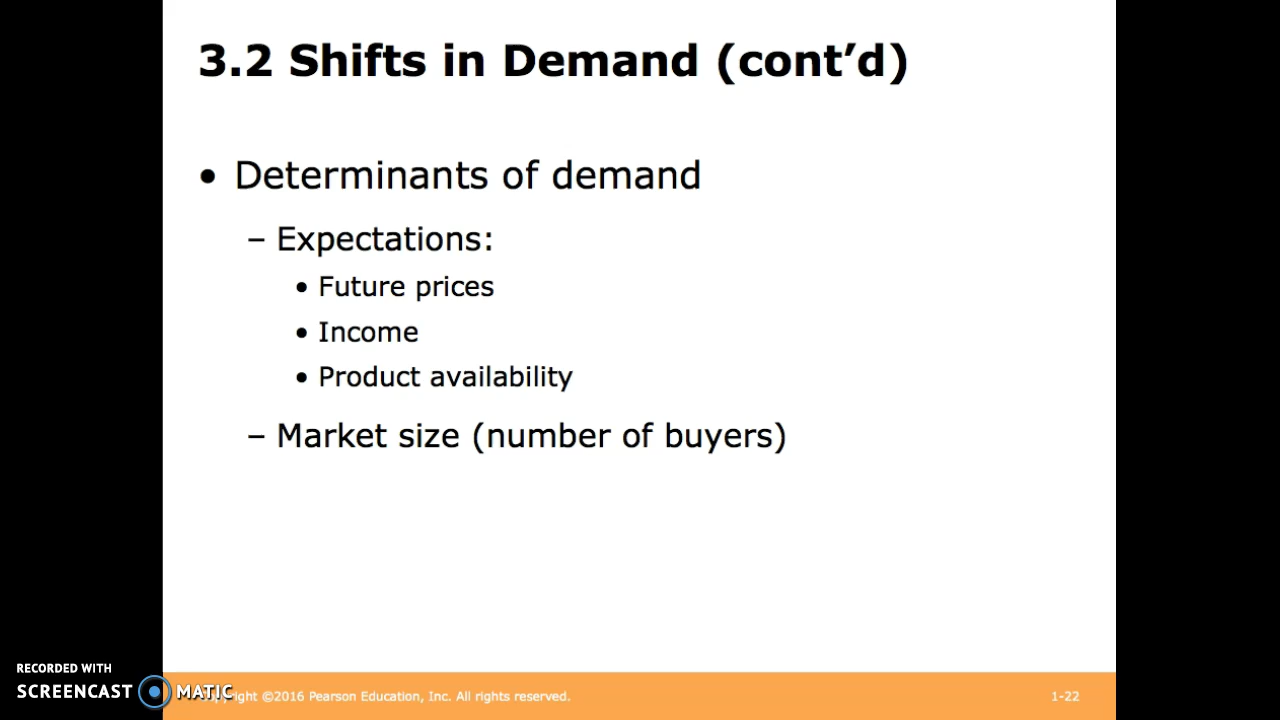 3.2 Shifts in Demand (cont’d)
• Determinants of demand
– Expectations:
• Future prices
• Income
• Product availability
– Market size (number of buyers)
RECORDED WITH
SCREENCAST MATIC
©2016 Pearson Education, Inc. All rights reserved.
1-22